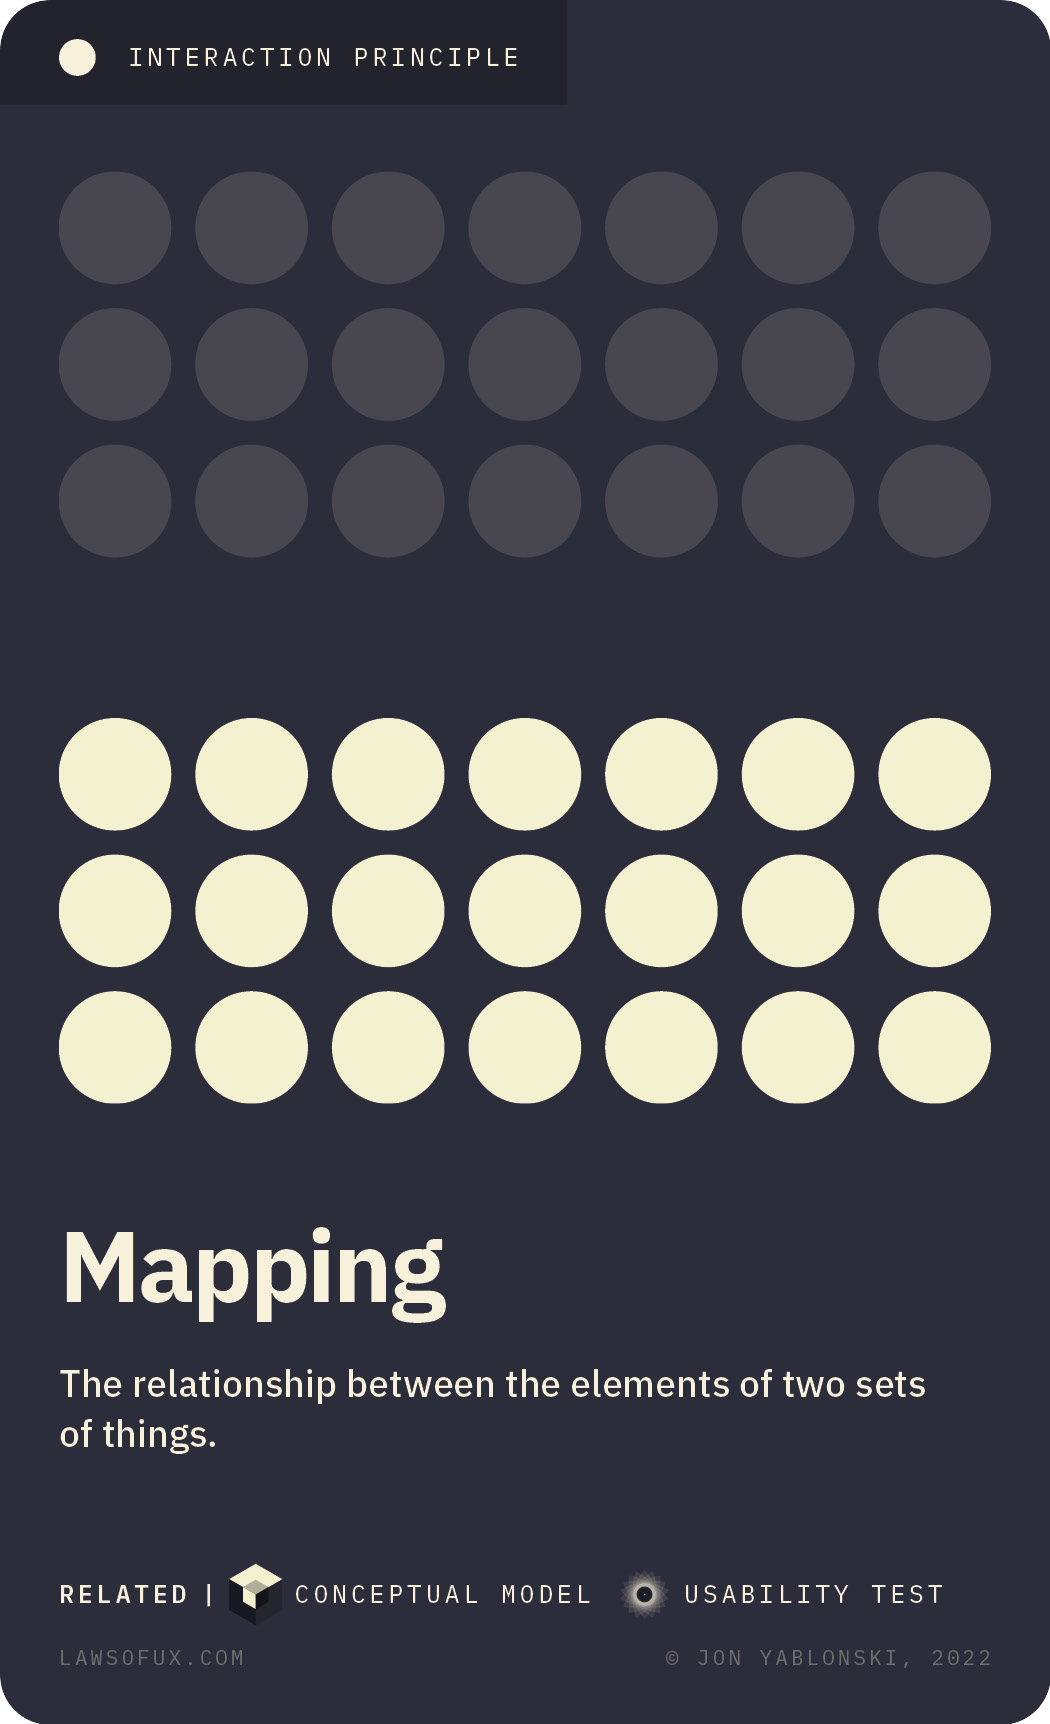 INTERACTION PRINCIPLE
Mapping
The relationship between the elements of two sets
of things.
RELATED | CONCEPTUAL MODEL USABILITY TEST
LAWSOFUX.COM © JON YABLONSKI, 2022